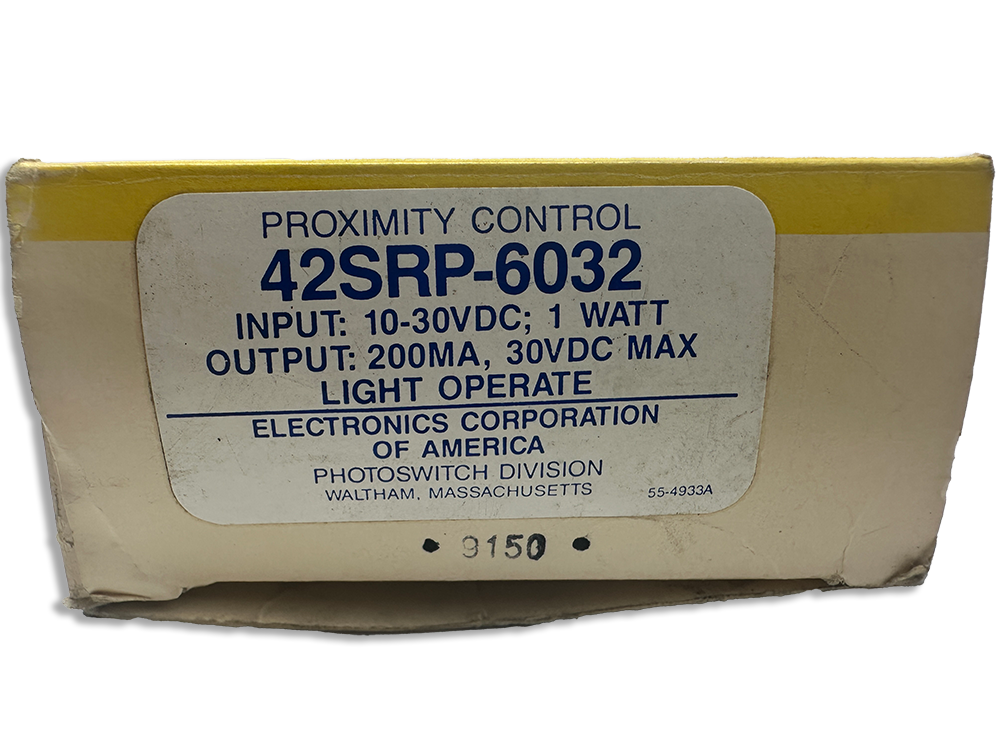 PROXIMITY CONTROL
42SRP-6032
INPUT: 10-30VDC; 1 WATT
OUTPUT: 200MA, 30VDC MAX
LIGHT OPERATE
ELECTRONICS CORPORATION
OF AMERICA
PHOTOSWITCH DIVISION
WALTHAM, MASSACHUSETTS 55-4933A
• 9150 •